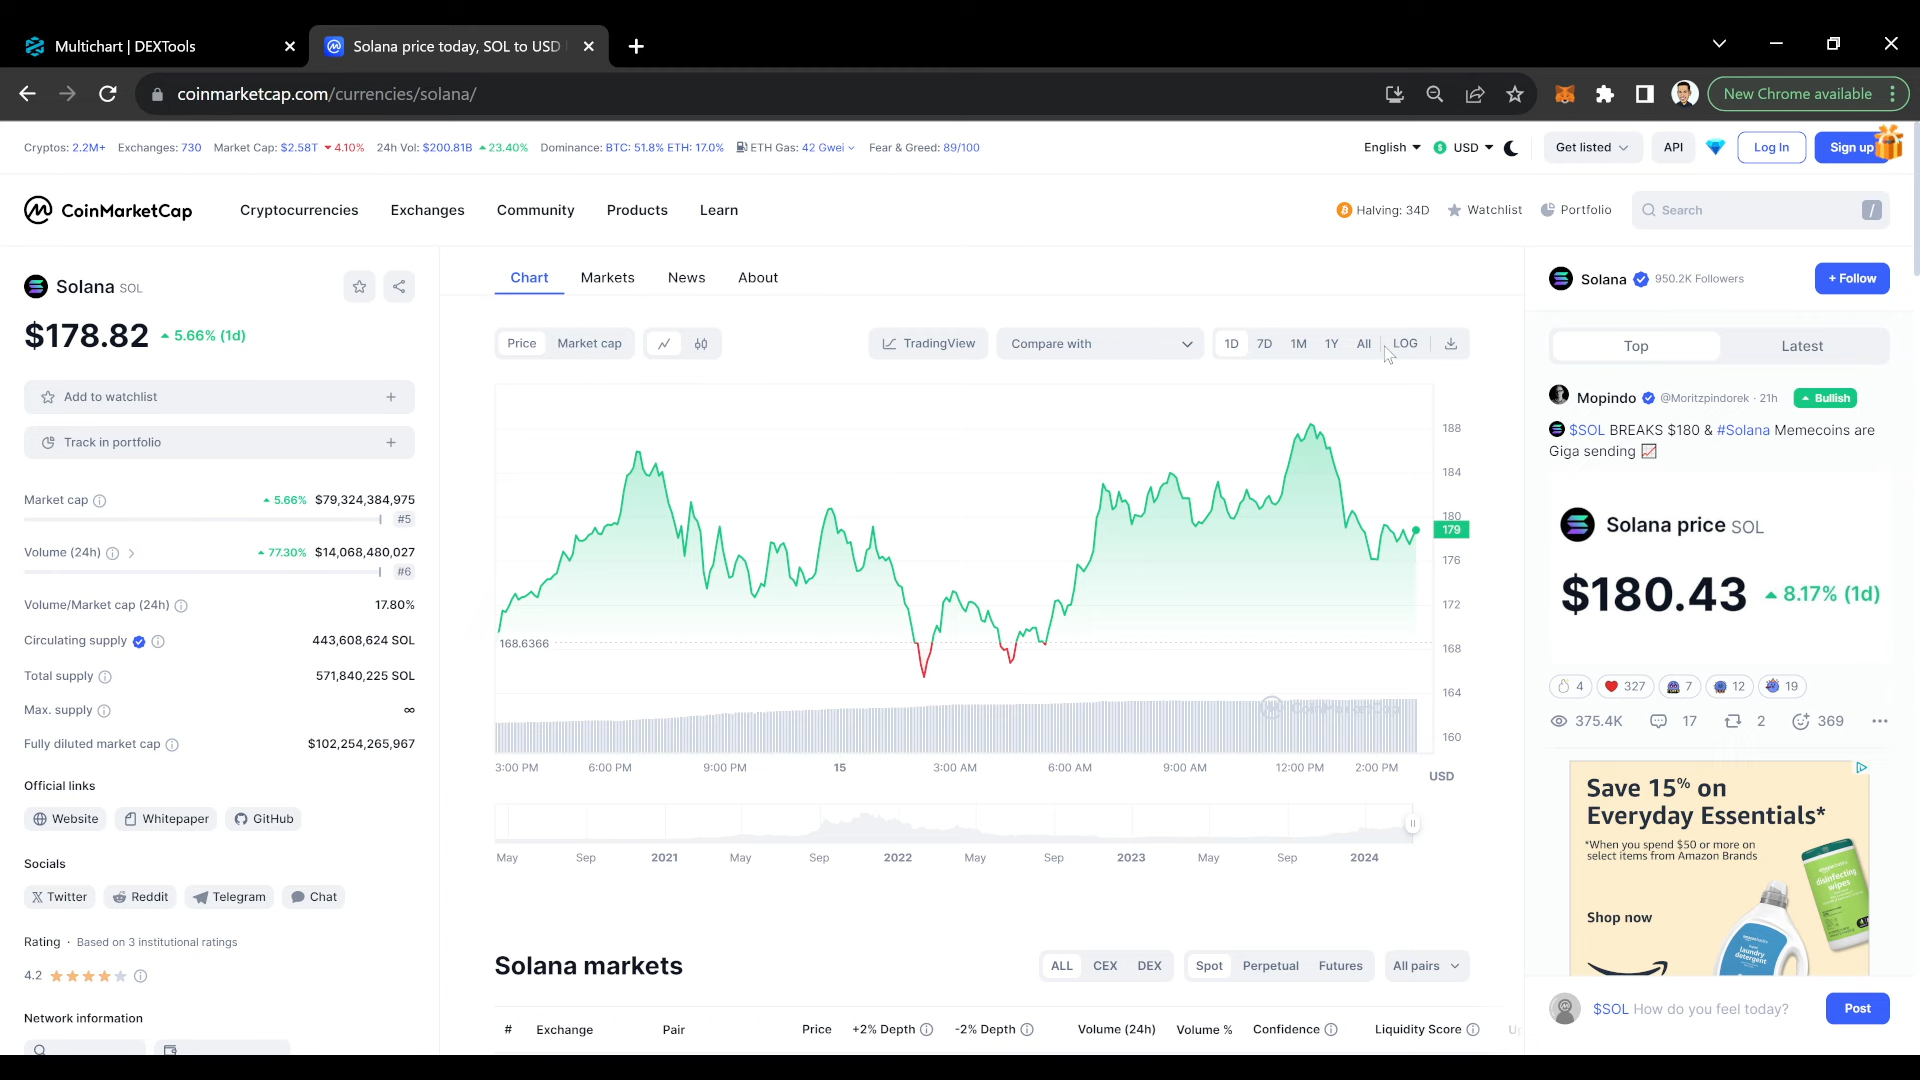 Multichart | DEXTools
Solana price today, SOL to USD
coinmarketcap.com/currencies/solana/
New Chrome available
Cryptos: 2.2M+ Exchanges: 730 Market Cap: $2.58T 4.10% 24h Vol: $200.81B 23.40% Dominance: BTC: 51.8% ETH: 17.0% ETH Gas: 42 Gwei Fear & Greed: 89/100
English USD Get listed API Log In Sign up
CoinMarketCap Cryptocurrencies Exchanges Community Products Learn
Halving: 34D Watchlist Portfolio Search /
Solana SOL
$178.82 5.66% (1d)
Add to watchlist +
Track in portfolio +
Market cap 5.66% $79,324,384,975
#5
Volume (24h) 77.30% $14,068,480,027
#6
Volume/Market cap (24h) 17.80%
Circulating supply 443,608,624 SOL
Total supply 571,840,225 SOL
Max. supply ∞
Fully diluted market cap $102,254,265,967
Official links
Website Whitepaper GitHub
Socials
Twitter Reddit Telegram Chat
Rating · Based on 3 institutional ratings
4.2
Network information
Chart Markets News About
Price Market cap TradingView Compare with 1D 7D 1M 1Y All LOG
188
184
180
179
176
172
168.6366
168
164
CoinMarketCap
160
3:00 PM 6:00 PM 9:00 PM 15 3:00 AM 6:00 AM 9:00 AM 12:00 PM 2:00 PM
USD
May Sep 2021 May Sep 2022 May Sep 2023 May Sep 2024
Solana markets
ALL CEX DEX Spot Perpetual Futures All pairs
# Exchange Pair Price +2% Depth -2% Depth Volume (24h) Volume % Confidence Liquidity Score
Solana 950.2K Followers + Follow
Top Latest
Mopindo @Moritzpindorek · 21h Bullish
$SOL BREAKS $180 & #Solana Memecoins are
Giga sending
Solana price SOL
$180.43 8.17% (1d)
4 327 7 12 19
375.4K 17 2 369
Save 15% on
Everyday Essentials*
*When you spend $50 or more on
select items from Amazon Brands
disinfecting
wipes
Shop now
laundry
detergent
$SOL How do you feel today? Post